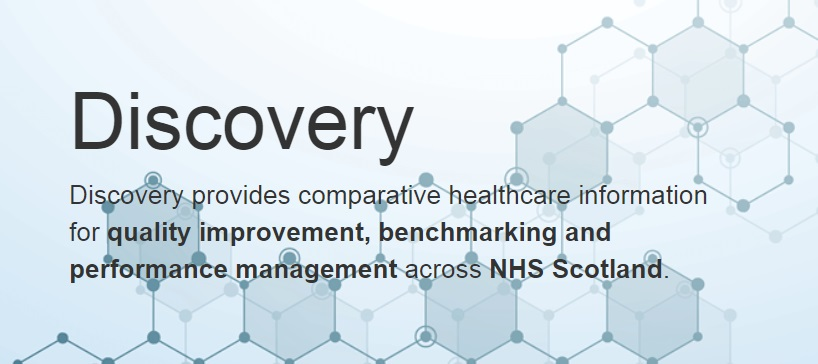 Discovery
Discovery provides comparative healthcare information
for quality improvement, benchmarking and
performance management across NHS Scotland.